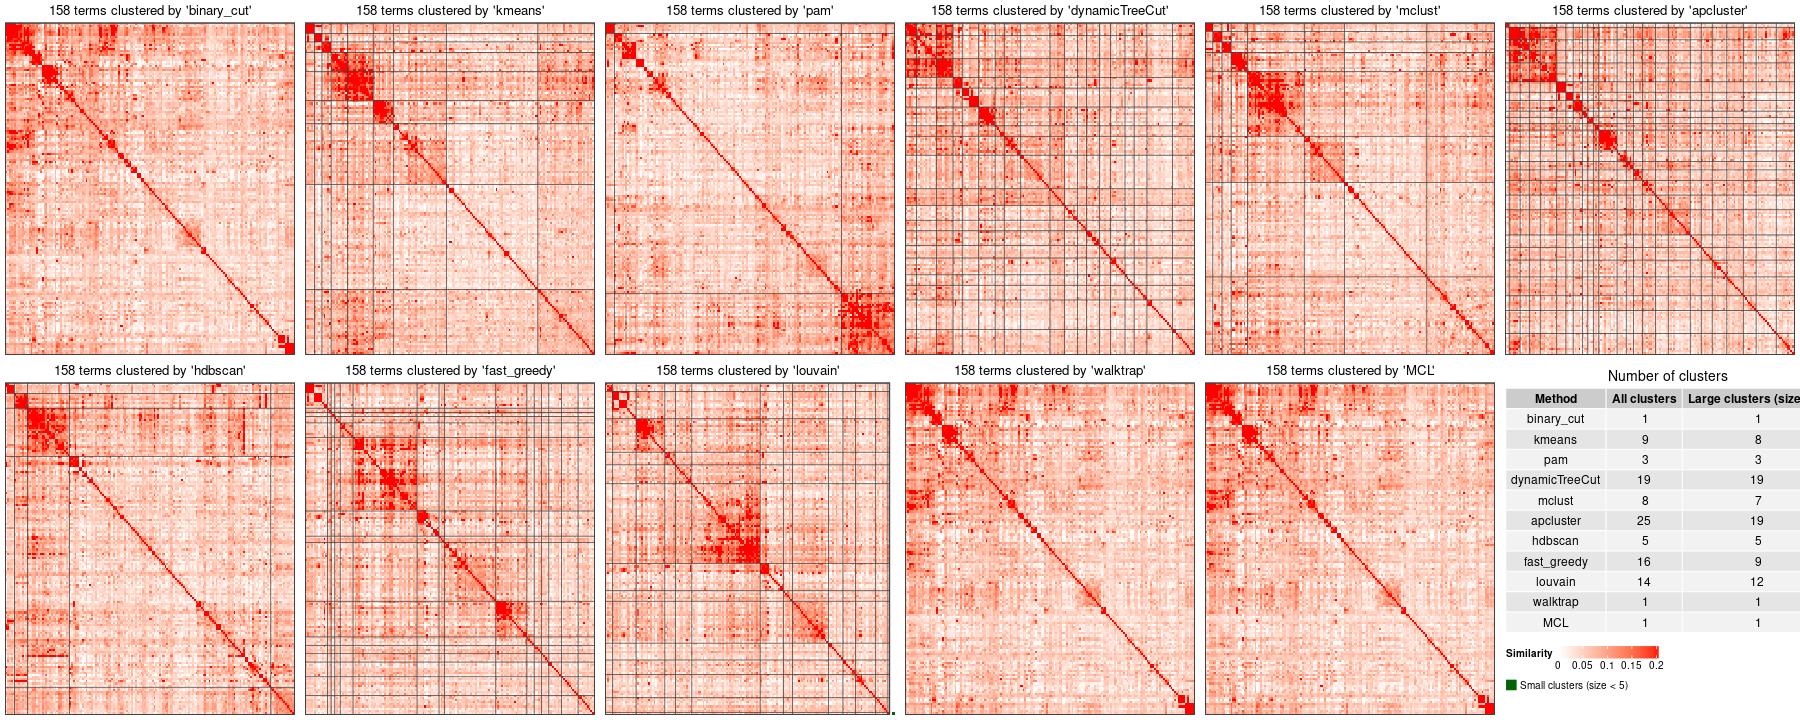 158 terms clustered by 'binary_cut'
158 terms clustered by 'kmeans'
158 terms clustered by 'pam'
158 terms clustered by 'dynamicTreeCut'
158 terms clustered by 'mclust'
158 terms clustered by 'apcluster'
158 terms clustered by 'hdbscan'
158 terms clustered by 'fast_greedy'
158 terms clustered by 'louvain'
158 terms clustered by 'walktrap'
158 terms clustered by 'MCL'
Number of clusters
Method All clusters Large clusters (size
binary_cut 1 1
kmeans 9 8
pam 3 3
dynamicTreeCut 19 19
mclust 8 7
apcluster 25 19
hdbscan 5 5
fast_greedy 16 9
louvain 14 12
walktrap 1 1
MCL 1 1
Similarity
0 0.05 0.1 0.15 0.2
Small clusters (size < 5)